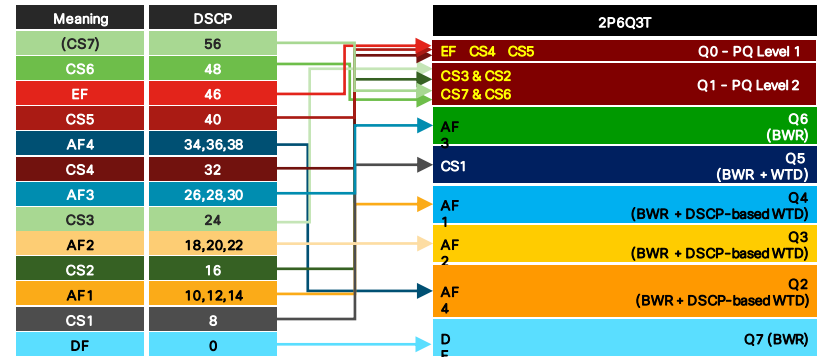 Meaning DSCP 2P6Q3T
(CS7) 56
CS6 48
EF 46
CS5 40
AF4 34,36,38
CS4 32
AF3 26,28,30
CS3 24
AF2 18,20,22
CS2 16
AF1 10,12,14
CS1 8
DF 0
EF CS4 CS5 Q0 - PQ Level 1
CS3 & CS2
CS7 & CS6
Q1 - PQ Level 2
AF
3
Q6
(BWR)
CS1
Q5
(BWR + WTD)
AF
1
Q4
(BWR + DSCP-based WTD)
AF
2
Q3
(BWR + DSCP-based WTD)
AF
4
Q2
(BWR + DSCP-based WTD)
D
F
Q7 (BWR)